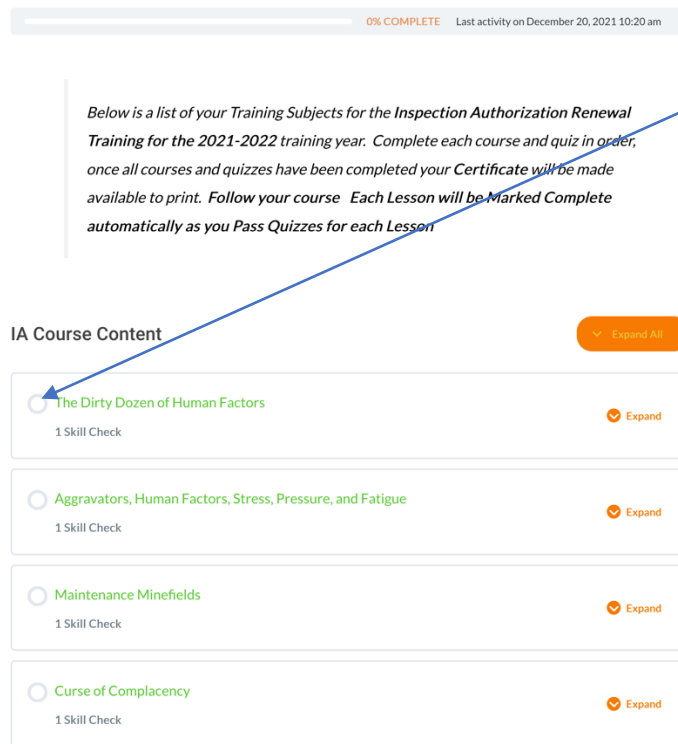 0% COMPLETE Last activity on December 20, 2021 10:20 am
Below is a list of your Training Subjects for the Inspection Authorization Renewal
Training for the 2021-2022 training year. Complete each course and quiz in order,
once all courses and quizzes have been completed your Certificate will be made
available to print. Follow your course Each Lesson will be Marked Complete
automatically as you Pass Quizzes for each Lesson
IA Course Content
Expand All
The Dirty Dozen of Human Factors
1 Skill Check
Expand
Aggravators, Human Factors, Stress, Pressure, and Fatigue
1 Skill Check
Expand
Maintenance Minefields
1 Skill Check
Expand
Curse of Complacency
1 Skill Check
Expand